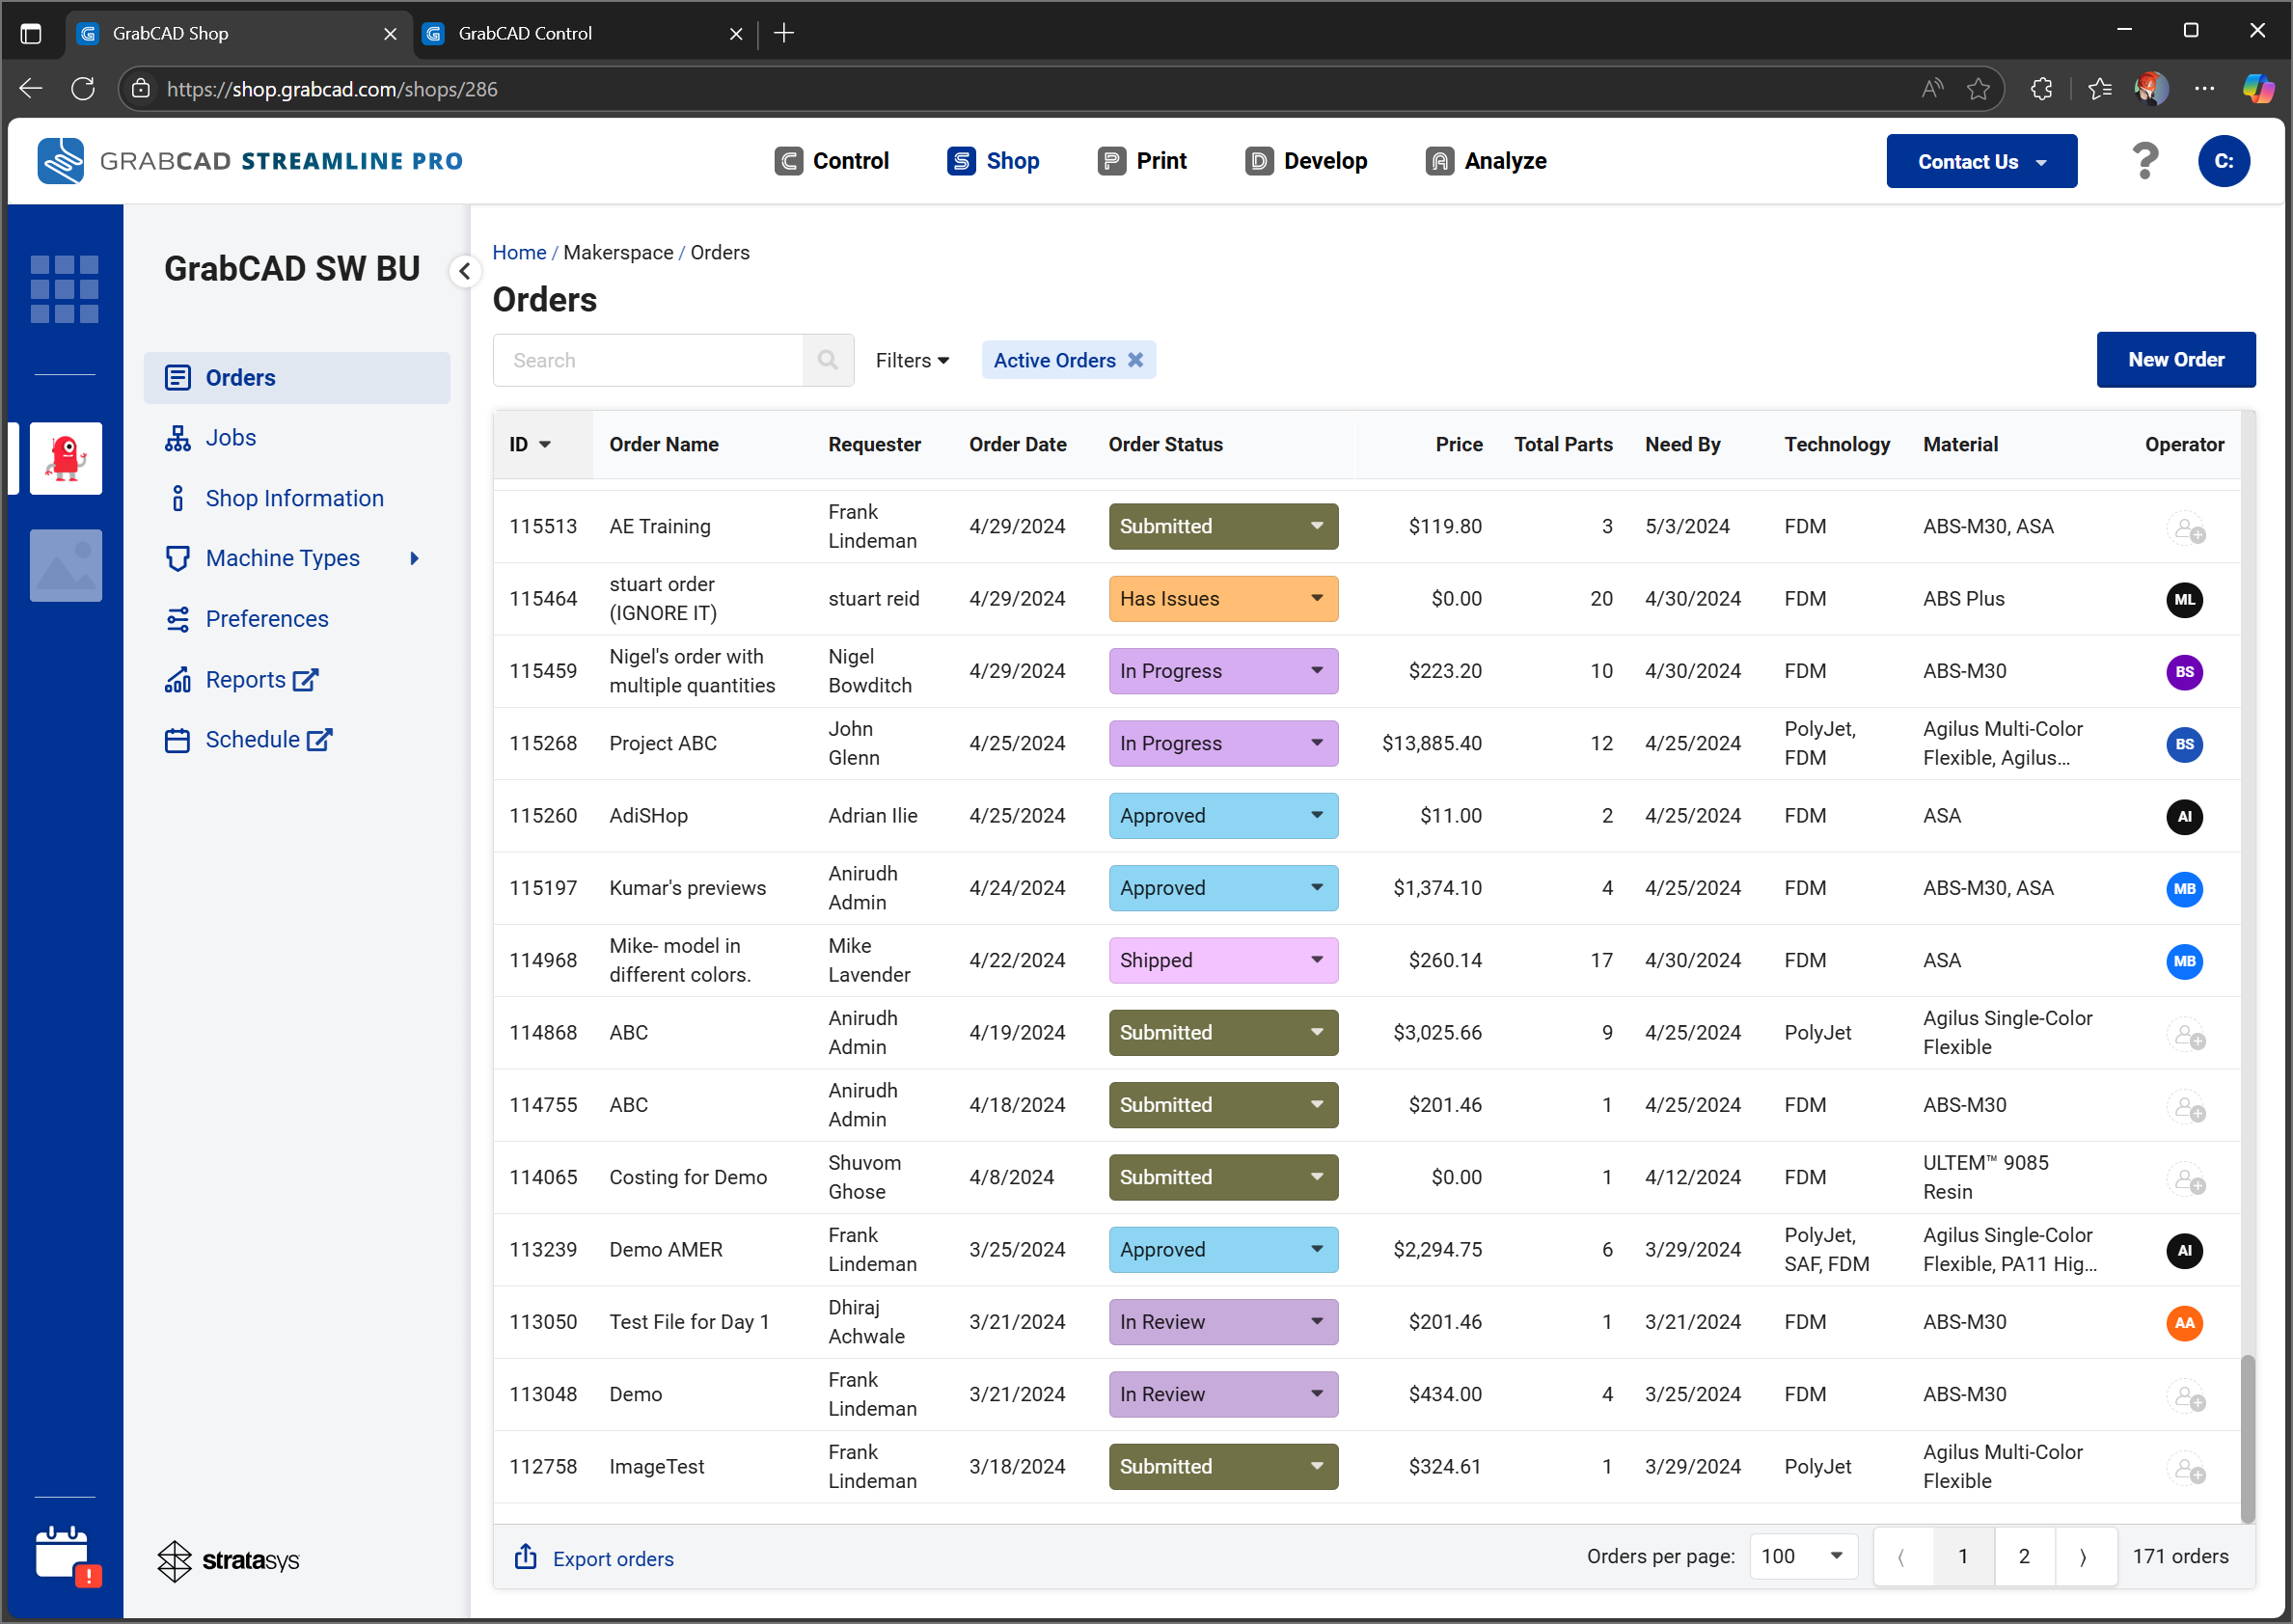 GrabCAD Shop
GrabCAD Control
https://shop.grabcad.com/shops/286
GRABCAD STREAMLINE PRO
C Control
S Shop
P Print
D Develop
A Analyze
Contact Us
?
C:
GrabCAD SW BU
Orders
Jobs
Shop Information
Machine Types
Preferences
Reports
Schedule
!
stratasys
Home / Makerspace / Orders
Orders
Search
Filters
Active Orders
New Order
ID Order Name Requester Order Date Order Status Price Total Parts Need By Technology Material Operator
115513 AE Training Frank Lindeman 4/29/2024 Submitted $119.80 3 5/3/2024 FDM ABS-M30, ASA
115464 stuart order (IGNORE IT) stuart reid 4/29/2024 Has Issues $0.00 20 4/30/2024 FDM ABS Plus ML
115459 Nigel's order with multiple quantities Nigel Bowditch 4/29/2024 In Progress $223.20 10 4/30/2024 FDM ABS-M30 BS
115268 Project ABC John Glenn 4/25/2024 In Progress $13,885.40 12 4/25/2024 PolyJet, FDM Agilus Multi-Color Flexible, Agilus... BS
115260 AdiSHop Adrian Ilie 4/25/2024 Approved $11.00 2 4/25/2024 FDM ASA AI
115197 Kumar's previews Anirudh Admin 4/24/2024 Approved $1,374.10 4 4/25/2024 FDM ABS-M30, ASA MB
114968 Mike- model in different colors. Mike Lavender 4/22/2024 Shipped $260.14 17 4/30/2024 FDM ASA MB
114868 ABC Anirudh Admin 4/19/2024 Submitted $3,025.66 9 4/25/2024 PolyJet Agilus Single-Color Flexible
114755 ABC Anirudh Admin 4/18/2024 Submitted $201.46 1 4/25/2024 FDM ABS-M30
114065 Costing for Demo Shuvom Ghose 4/8/2024 Submitted $0.00 1 4/12/2024 FDM ULTEM™ 9085 Resin
113239 Demo AMER Frank Lindeman 3/25/2024 Approved $2,294.75 6 3/29/2024 PolyJet, SAF, FDM Agilus Single-Color Flexible, PA11 Hig... AI
113050 Test File for Day 1 Dhiraj Achwale 3/21/2024 In Review $201.46 1 3/21/2024 FDM ABS-M30 AA
113048 Demo Frank Lindeman 3/21/2024 In Review $434.00 4 3/25/2024 FDM ABS-M30
112758 ImageTest Frank Lindeman 3/18/2024 Submitted $324.61 1 3/29/2024 PolyJet Agilus Multi-Color Flexible
Export orders
Orders per page: 100
1 2
171 orders